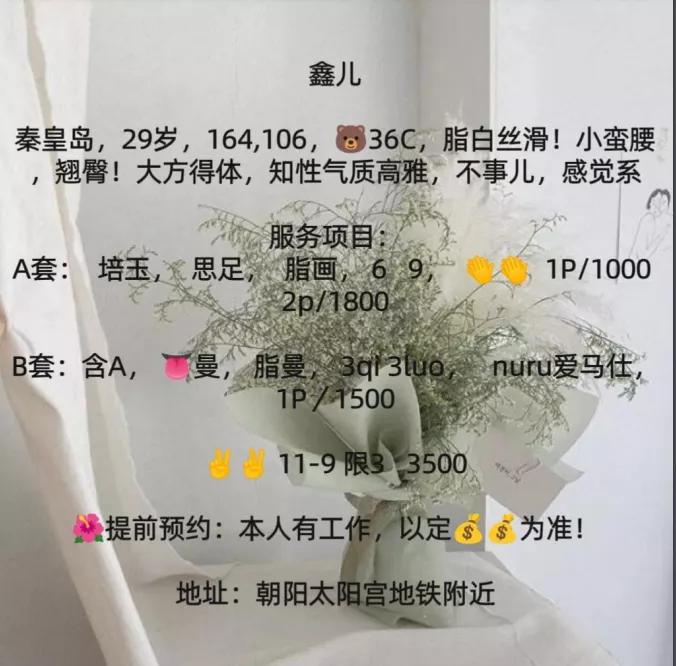 鑫儿
秦皇岛，29岁，164,106，🐻36C，脂白丝滑！小蛮腰
，翘臀！大方得体，知性气质高雅，不事儿，感觉系
服务项目：
A套： 培玉， 思足， 脂画， 6 9， 👏👏 1P/1000
2p/1800
B套：含A， 👅曼， 脂曼， 3qi 3luo， nuru爱马仕，
1P／1500
✌️✌️ 11-9 限3 3500
🌺提前预约：本人有工作，以定💰💰为准！
地址：朝阳太阳宫地铁附近